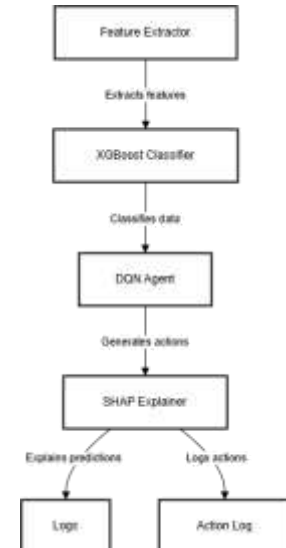 Feature Extractor
Extracts features
XGBoost Classifier
Classifies data
DQN Agent
Generates actions
SHAP Explainer
Explains predictions
Logs actions
Logs
Action Log